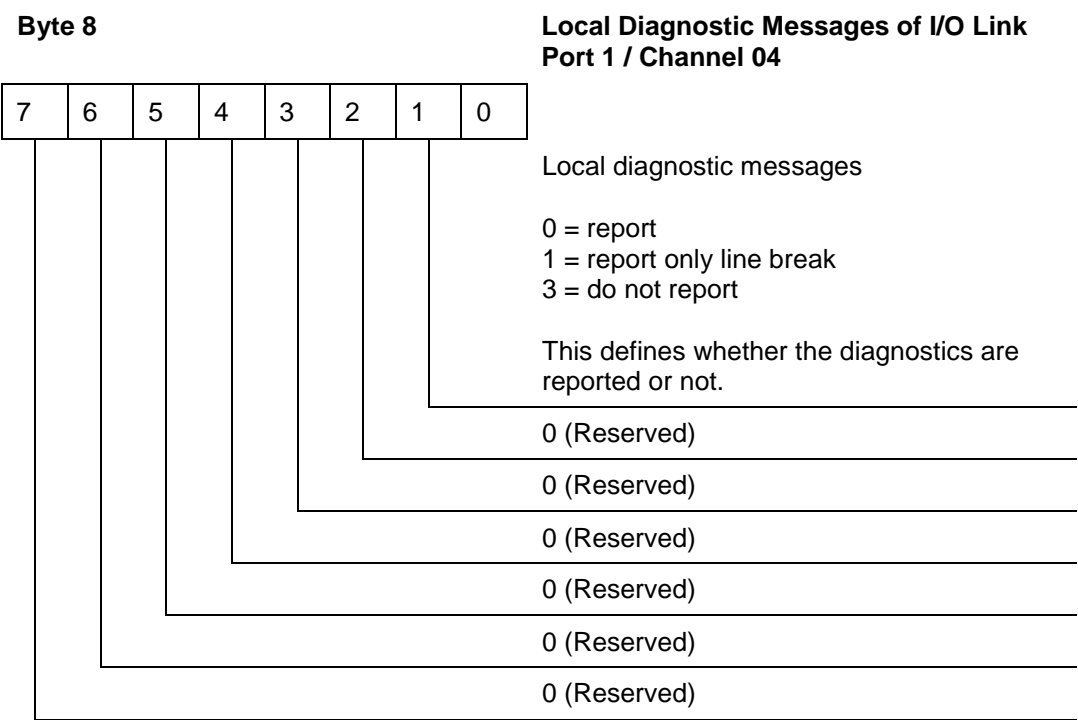 Byte 8
Local Diagnostic Messages of I/O Link
Port 1 / Channel 04
7 6 5 4 3 2 1 0
Local diagnostic messages
0 = report
1 = report only line break
3 = do not report
This defines whether the diagnostics are
reported or not.
0 (Reserved)
0 (Reserved)
0 (Reserved)
0 (Reserved)
0 (Reserved)
0 (Reserved)